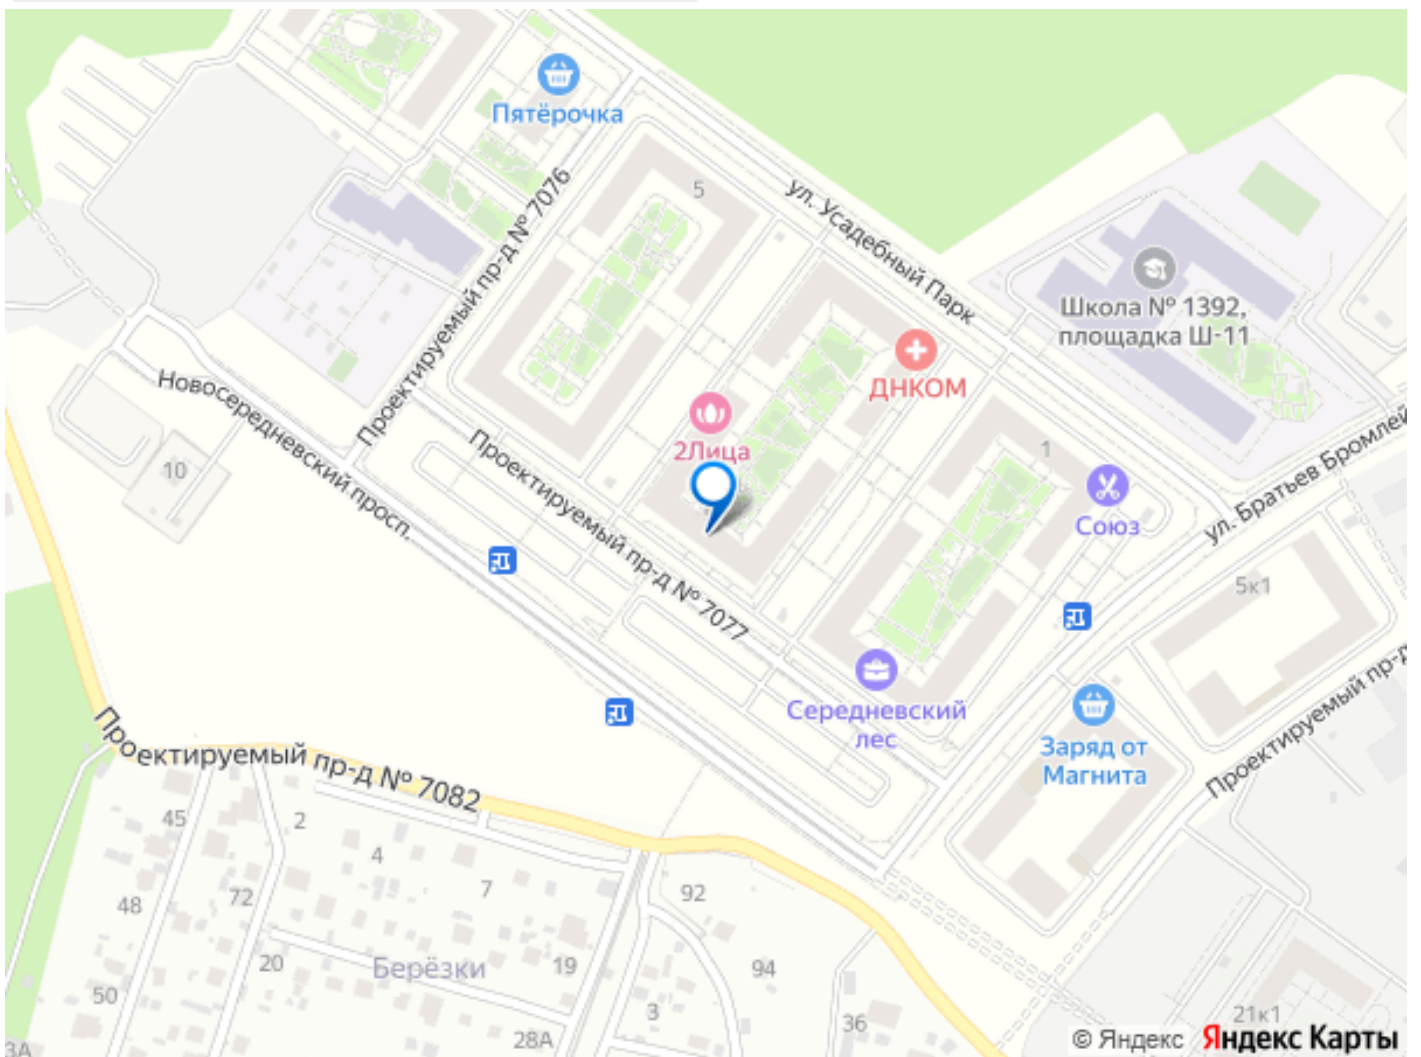 Пятёрочка
5
Проектируемый пр-д № 7076
ул. Усадебный Парк
Школа № 1392,
площадка Ш-11
ДНКОМ
2Лица
Новосередневский просп.
10
Проектируемый пр-д № 7077
1
Союз
ул. Братьев Бромлей
5к1
Середневский
лес
Заряд от
Магнита
Проектируемый пр-д
Проектируемый пр-д № 7082
45
2
4
7
92
48
72
20
Берёзки
19
94
50
3
36
28А
21к1
3А
© Яндекс Яндекс Карты